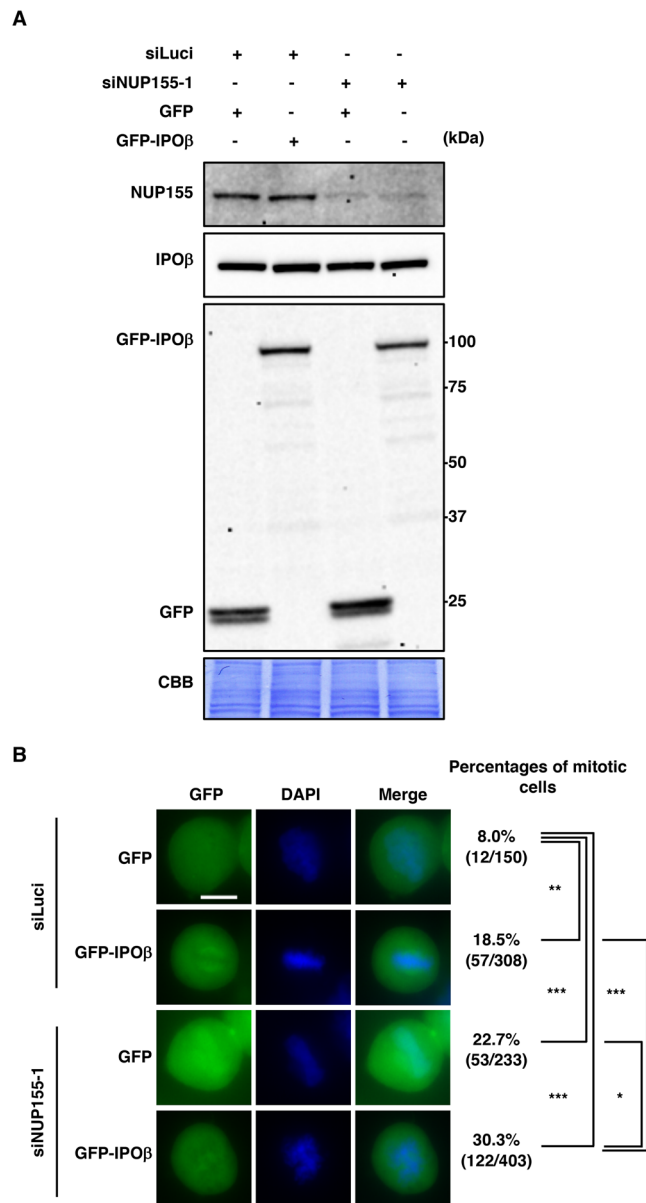 A
siLuci + + - -
siNUP155-1 - - + +
GFP + - + -
GFP-IPOβ - + - - (kDa)
NUP155
IPOβ
GFP-IPOβ
-100
-75
-50
-37
-25
GFP
CBB
B
Percentages of mitotic
cells
GFP DAPI Merge
siLuci
GFP
8.0%
(12/150)
**
GFP-IPOβ
18.5%
(57/308)
*** ***
siNUP155-1
GFP
22.7%
(53/233)
*** *
GFP-IPOβ
30.3%
(122/403)